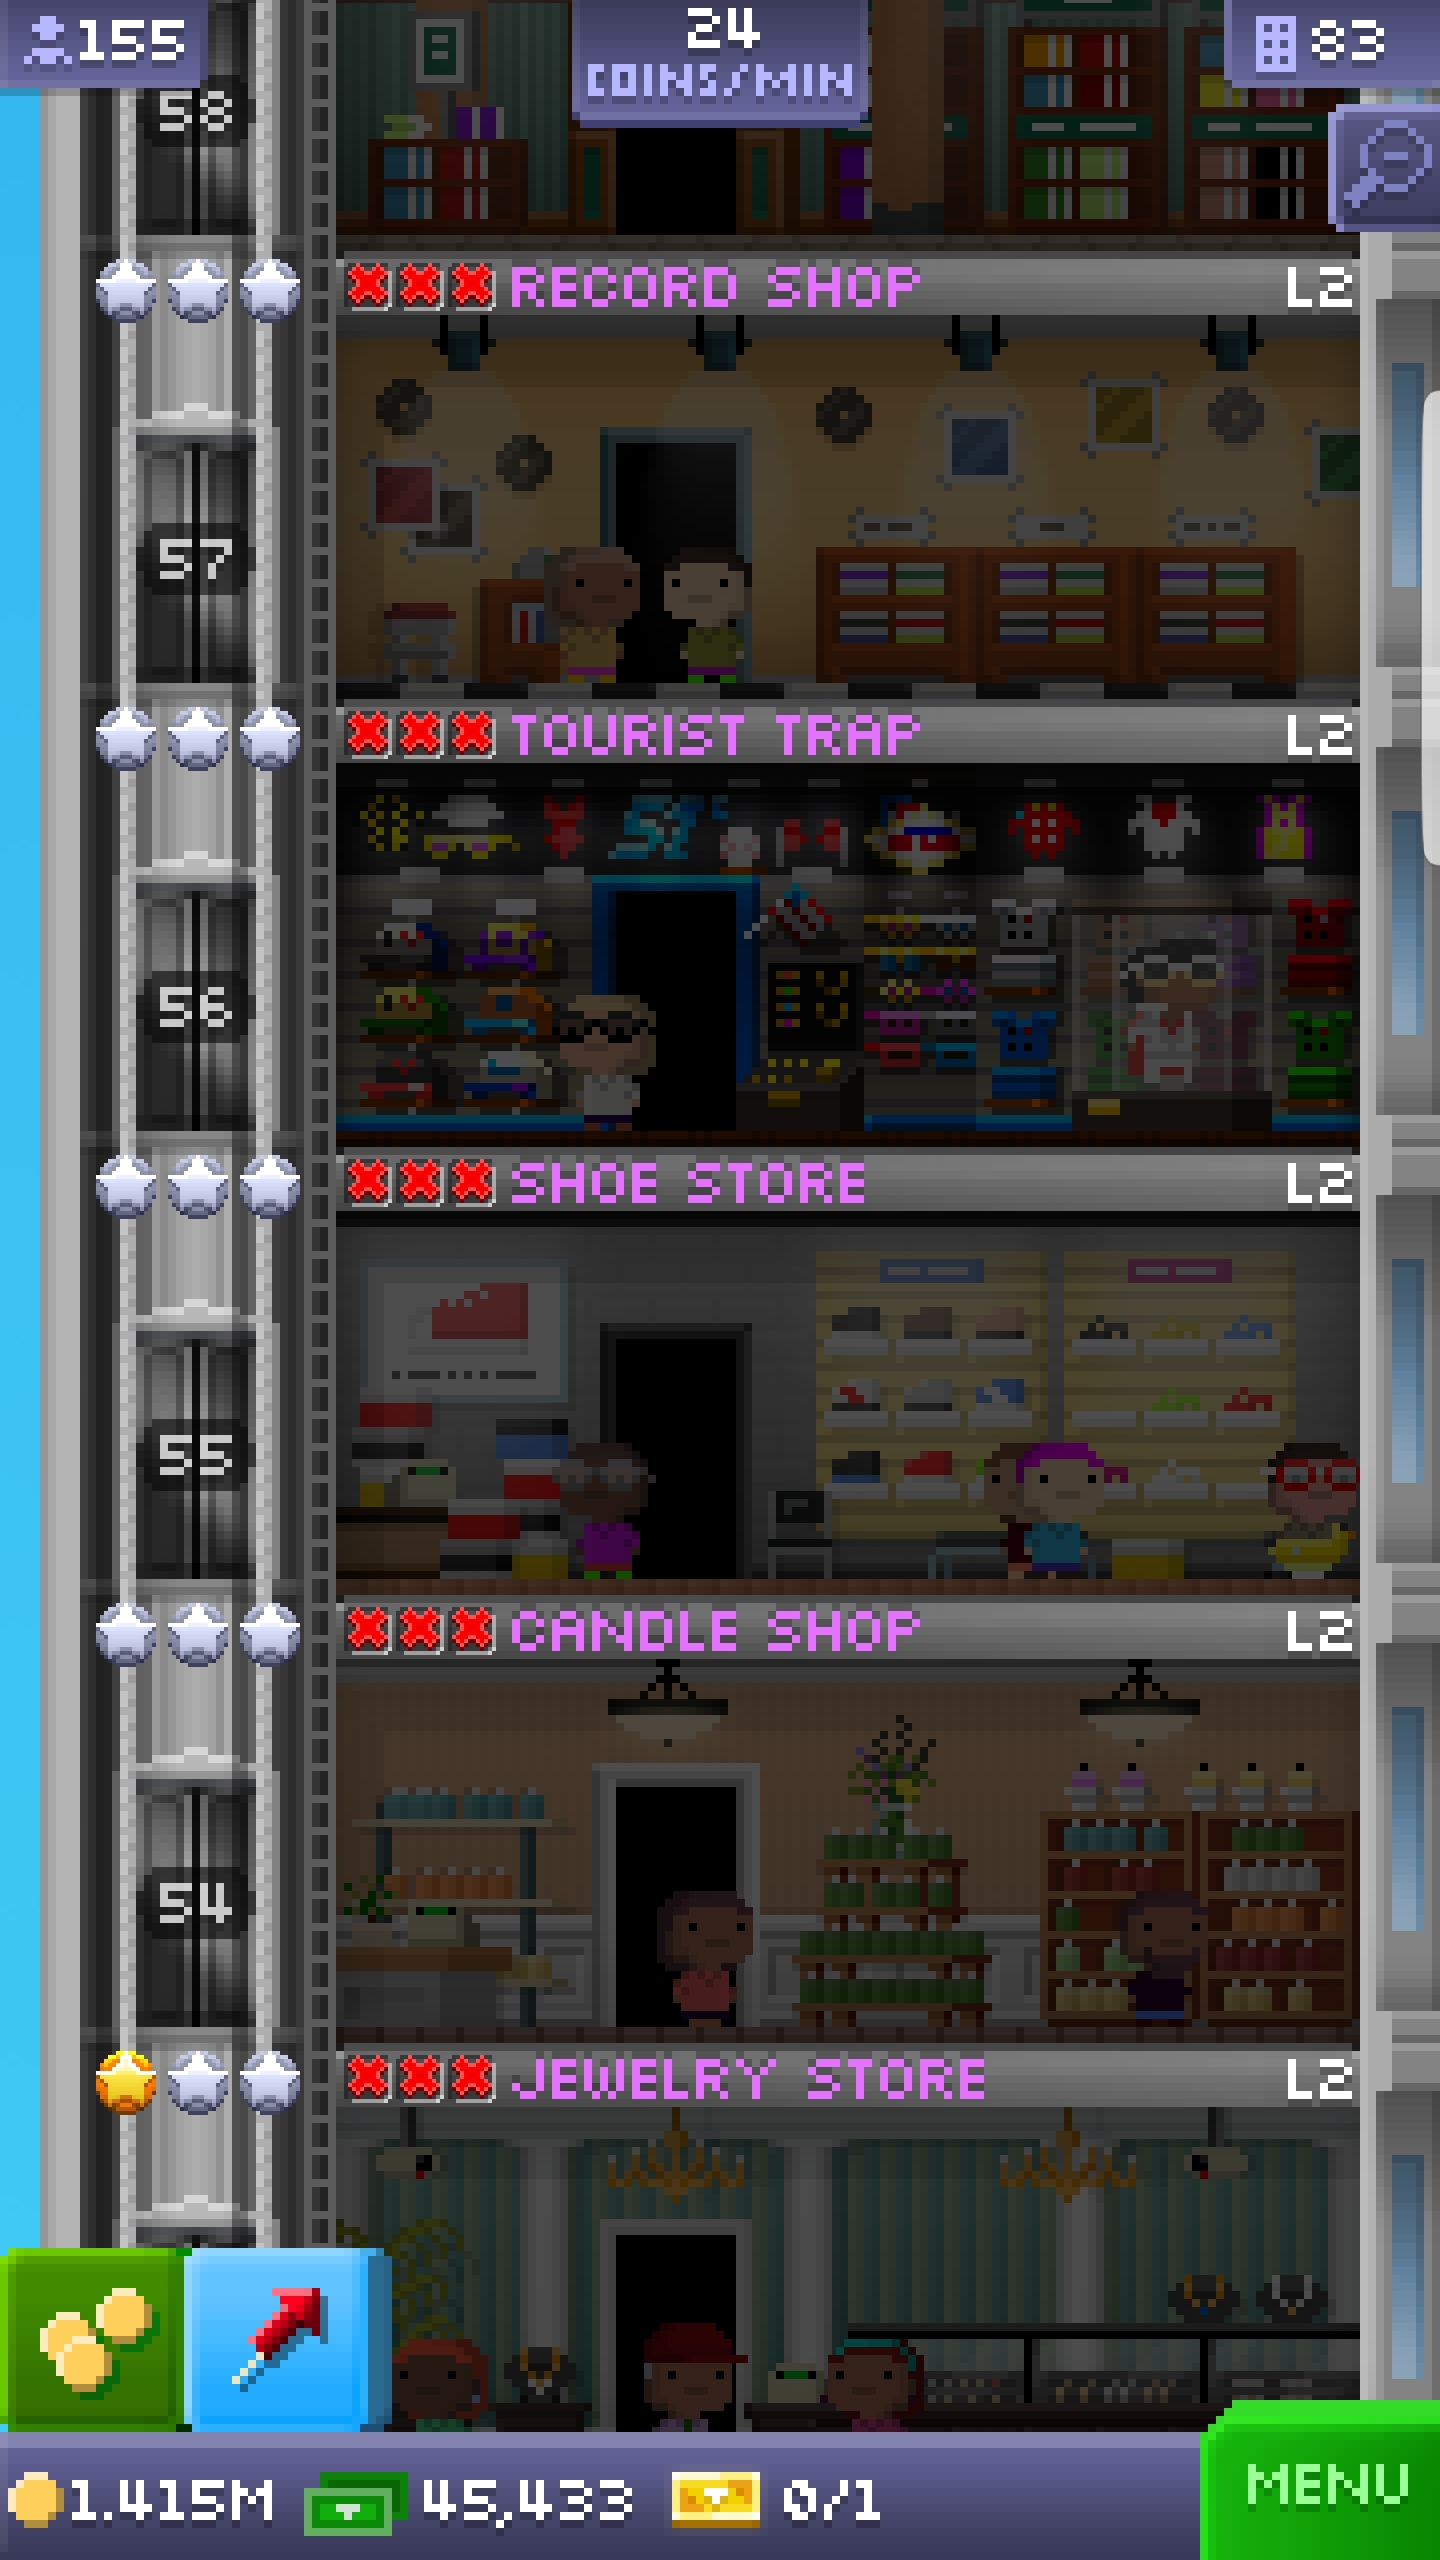 155
24
COINS/MIN
83
58
RECORD SHOP L2
57
TOURIST TRAP L2
56
SHOE STORE L2
55
CANDLE SHOP L2
54
JEWELRY STORE L2
1.415M 45,433 0/1 MENU